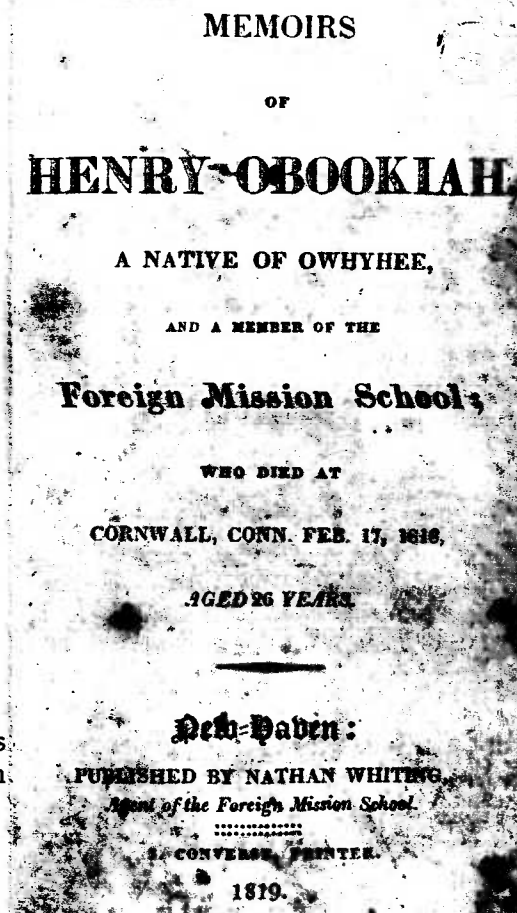 MEMOIRS
OF
HENRY OBOOKIAH
A NATIVE OF OWHYHEE,
AND A MEMBER OF THE
Foreign Mission School;
WHO DIED AT
CORNWALL, CONN. FEB. 17, 1818,
AGED 26 YEARS.
New-Haven:
PUBLISHED BY NATHAN WHITING,
Agent of the Foreign Mission School.
CONVERSE, PRINTER.
1819.